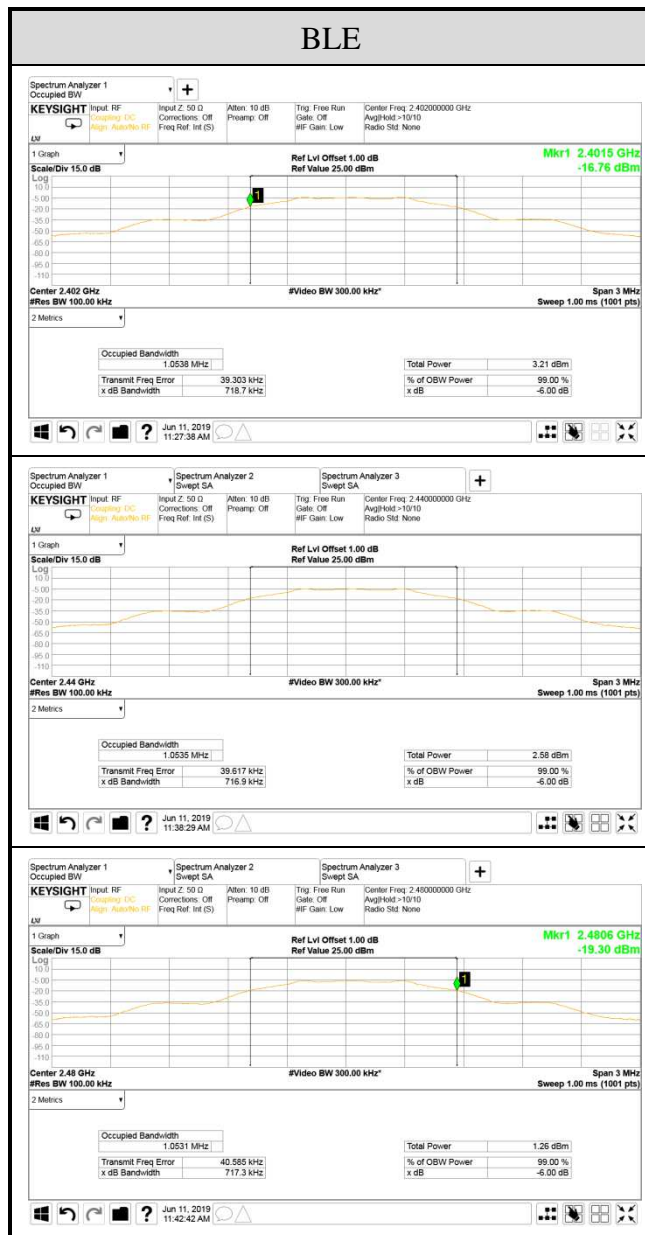 BLE
Spectrum Analyzer 1
Occupied BW
+
KEYSIGHT Input: RF Input Z: 50 Ω Atten: 10 dB Trig: Free Run Center Freq: 2.402000000 GHz
Coupling: DC Corrections: Off Preamp: Off Gate: Off Avg|Hold:>10/10
Align: Auto/No RF Freq Ref: Int (S) #IF Gain: Low Radio Std: None
LXI
1 Graph Ref Lvl Offset 1.00 dB Mkr1 2.4015 GHz
Scale/Div 15.0 dB Ref Value 25.00 dBm -16.76 dBm
Log
10.0
1
-5.00
-20.0
-35.0
-50.0
-65.0
-80.0
-95.0
-110
Center 2.402 GHz #Video BW 300.00 kHz* Span 3 MHz
#Res BW 100.00 kHz Sweep 1.00 ms (1001 pts)
2 Metrics
Occupied Bandwidth
1.0538 MHz Total Power 3.21 dBm
Transmit Freq Error 39.303 kHz % of OBW Power 99.00 %
x dB Bandwidth 718.7 kHz x dB -6.00 dB
? Jun 11, 2019
11:27:38 AM
Spectrum Analyzer 1 Spectrum Analyzer 2 Spectrum Analyzer 3
Occupied BW Swept SA Swept SA
+
KEYSIGHT Input: RF Input Z: 50 Ω Atten: 10 dB Trig: Free Run Center Freq: 2.440000000 GHz
Coupling: DC Corrections: Off Preamp: Off Gate: Off Avg|Hold:>10/10
Align: Auto/No RF Freq Ref: Int (S) #IF Gain: Low Radio Std: None
LXI
1 Graph Ref Lvl Offset 1.00 dB
Scale/Div 15.0 dB Ref Value 25.00 dBm
Log
10.0
-5.00
-20.0
-35.0
-50.0
-65.0
-80.0
-95.0
-110
Center 2.44 GHz #Video BW 300.00 kHz* Span 3 MHz
#Res BW 100.00 kHz Sweep 1.00 ms (1001 pts)
2 Metrics
Occupied Bandwidth
1.0535 MHz Total Power 2.58 dBm
Transmit Freq Error 39.617 kHz % of OBW Power 99.00 %
x dB Bandwidth 716.9 kHz x dB -6.00 dB
? Jun 11, 2019
11:38:29 AM
Spectrum Analyzer 1 Spectrum Analyzer 2 Spectrum Analyzer 3
Occupied BW Swept SA Swept SA
+
KEYSIGHT Input: RF Input Z: 50 Ω Atten: 10 dB Trig: Free Run Center Freq: 2.480000000 GHz
Coupling: DC Corrections: Off Preamp: Off Gate: Off Avg|Hold:>10/10
Align: Auto/No RF Freq Ref: Int (S) #IF Gain: Low Radio Std: None
LXI
1 Graph Ref Lvl Offset 1.00 dB Mkr1 2.4806 GHz
Scale/Div 15.0 dB Ref Value 25.00 dBm -19.30 dBm
Log
10.0
-5.00
1
-20.0
-35.0
-50.0
-65.0
-80.0
-95.0
-110
Center 2.48 GHz #Video BW 300.00 kHz* Span 3 MHz
#Res BW 100.00 kHz Sweep 1.00 ms (1001 pts)
2 Metrics
Occupied Bandwidth
1.0531 MHz Total Power 1.26 dBm
Transmit Freq Error 40.585 kHz % of OBW Power 99.00 %
x dB Bandwidth 717.3 kHz x dB -6.00 dB
? Jun 11, 2019
11:42:42 AM